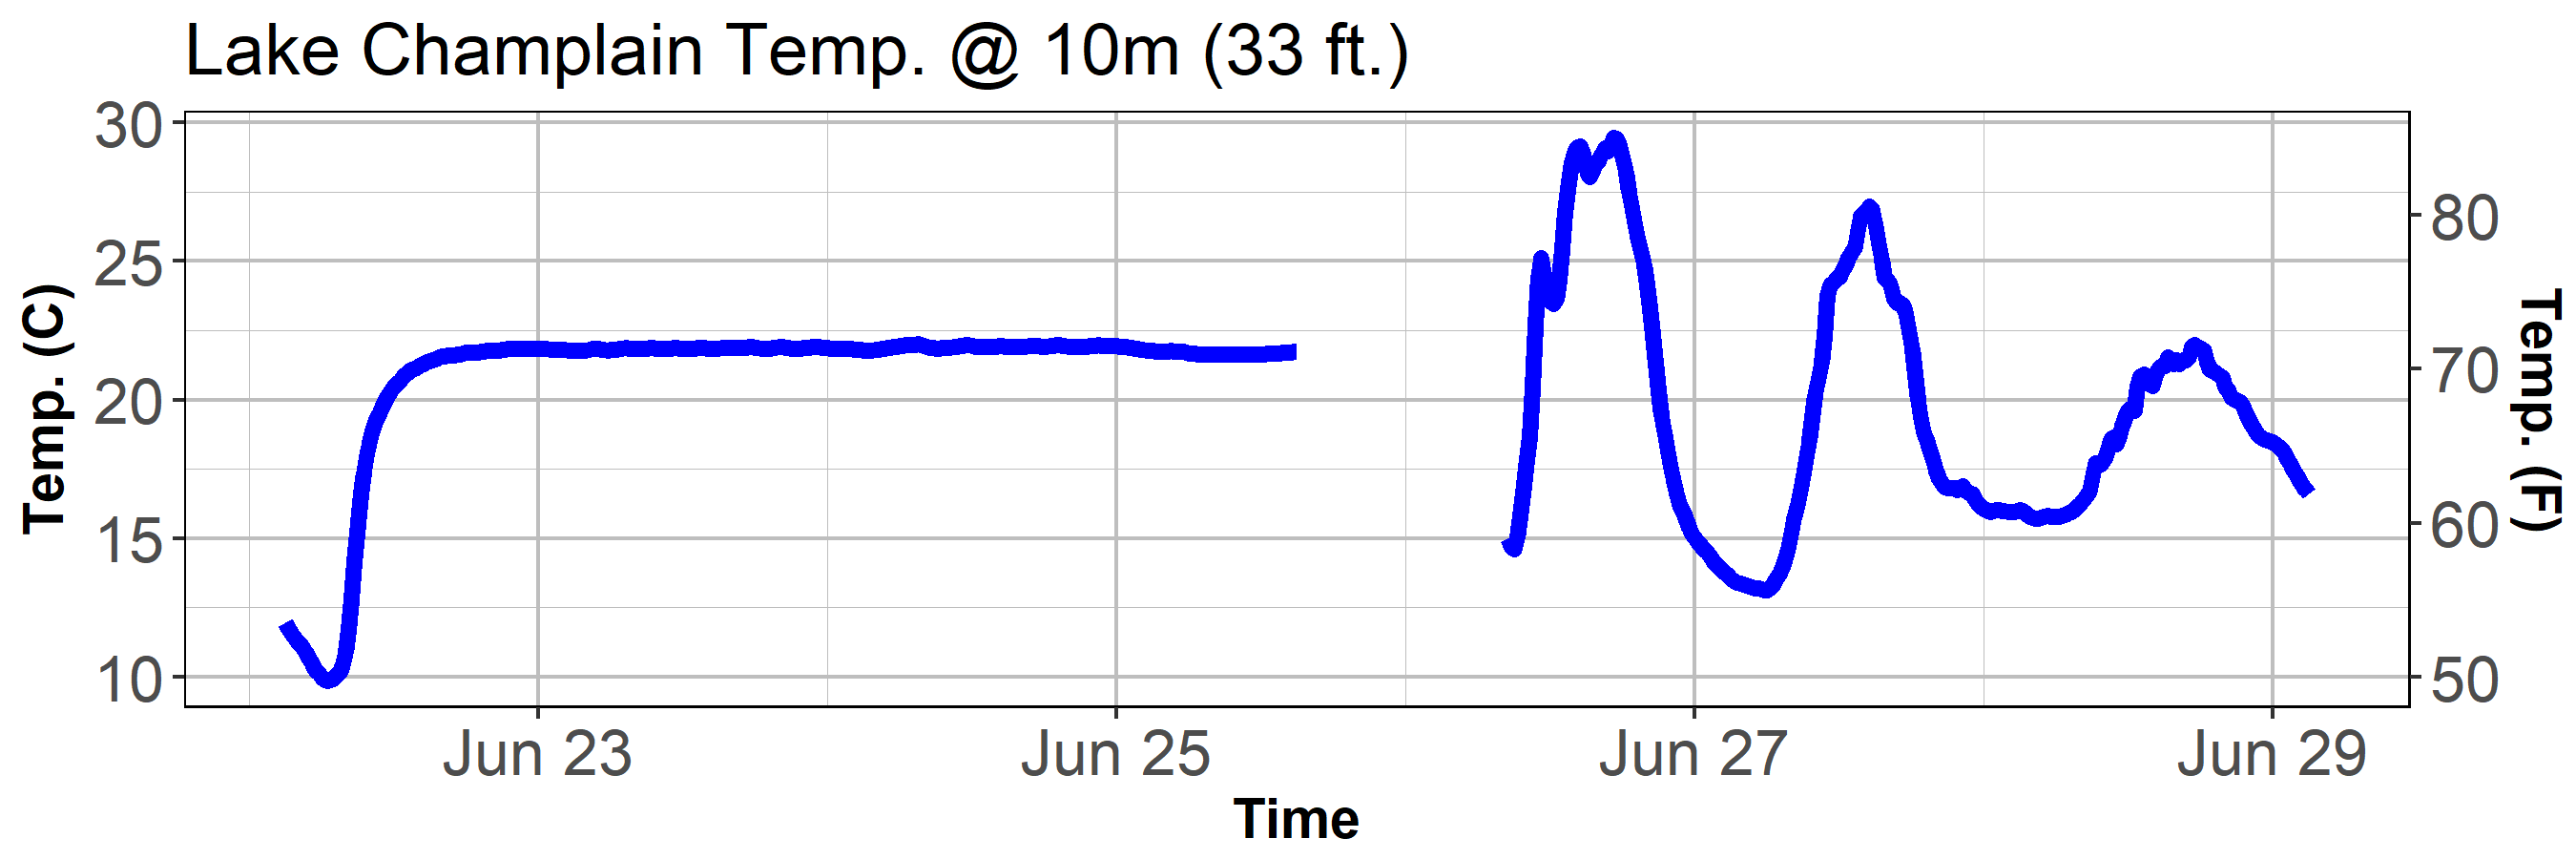 Lake Champlain Temp. @ 10m (33 ft.)
30
25
20
15
10
Temp. (C)
80
70
60
50
Temp. (F)
Jun 23
Jun 25
Jun 27
Jun 29
Time